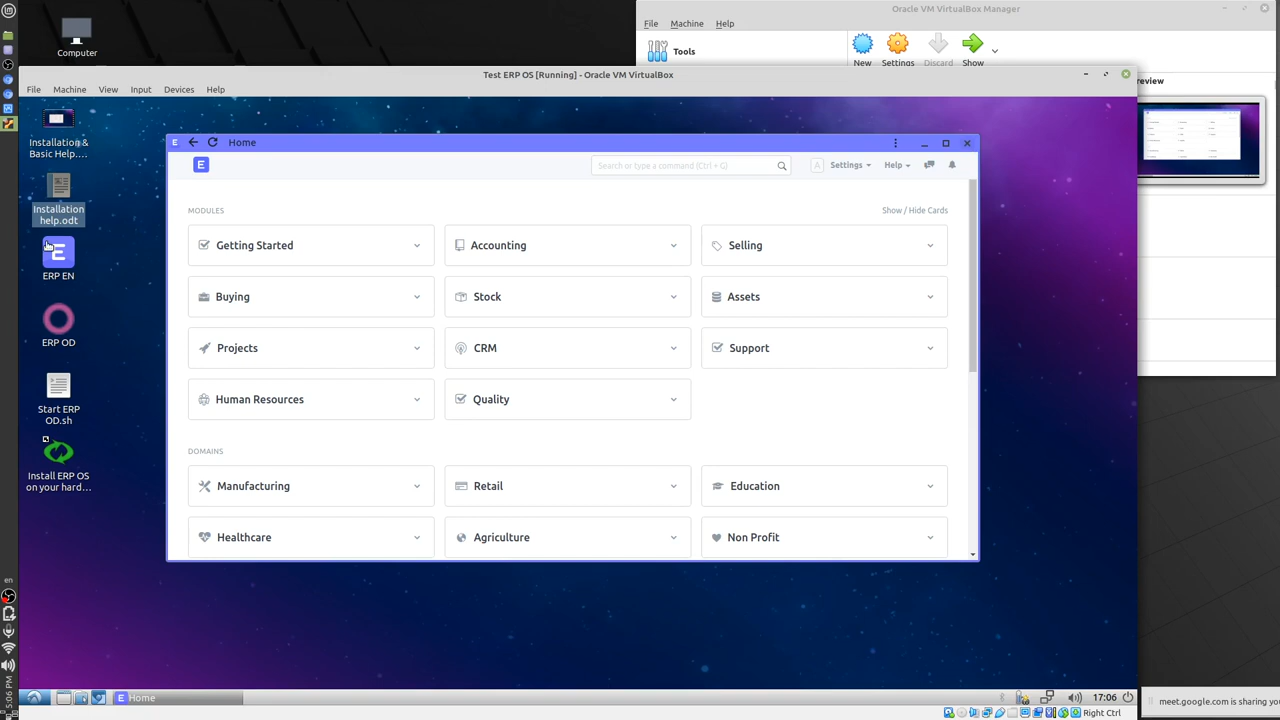 Computer
Oracle VM VirtualBox Manager
File Machine Help
Tools
New Settings Discard Show
review
Test ERP OS [Running] - Oracle VM VirtualBox
File Machine View Input Devices Help
Installation &
Basic Help....
Installation
help.odt
ERP EN
ERP OD
Start ERP
OD.sh
Install ERP OS
on your hard...
E Home
E
Search or type a command (Ctrl + G)
A Settings Help
MODULES
Show / Hide Cards
Getting Started
Accounting
Selling
Buying
Stock
Assets
Projects
CRM
Support
Human Resources
Quality
DOMAINS
Manufacturing
Retail
Education
Healthcare
Agriculture
Non Profit
en
5:06 PM
E Home
17:06
Right Ctrl
meet.google.com is sharing yo